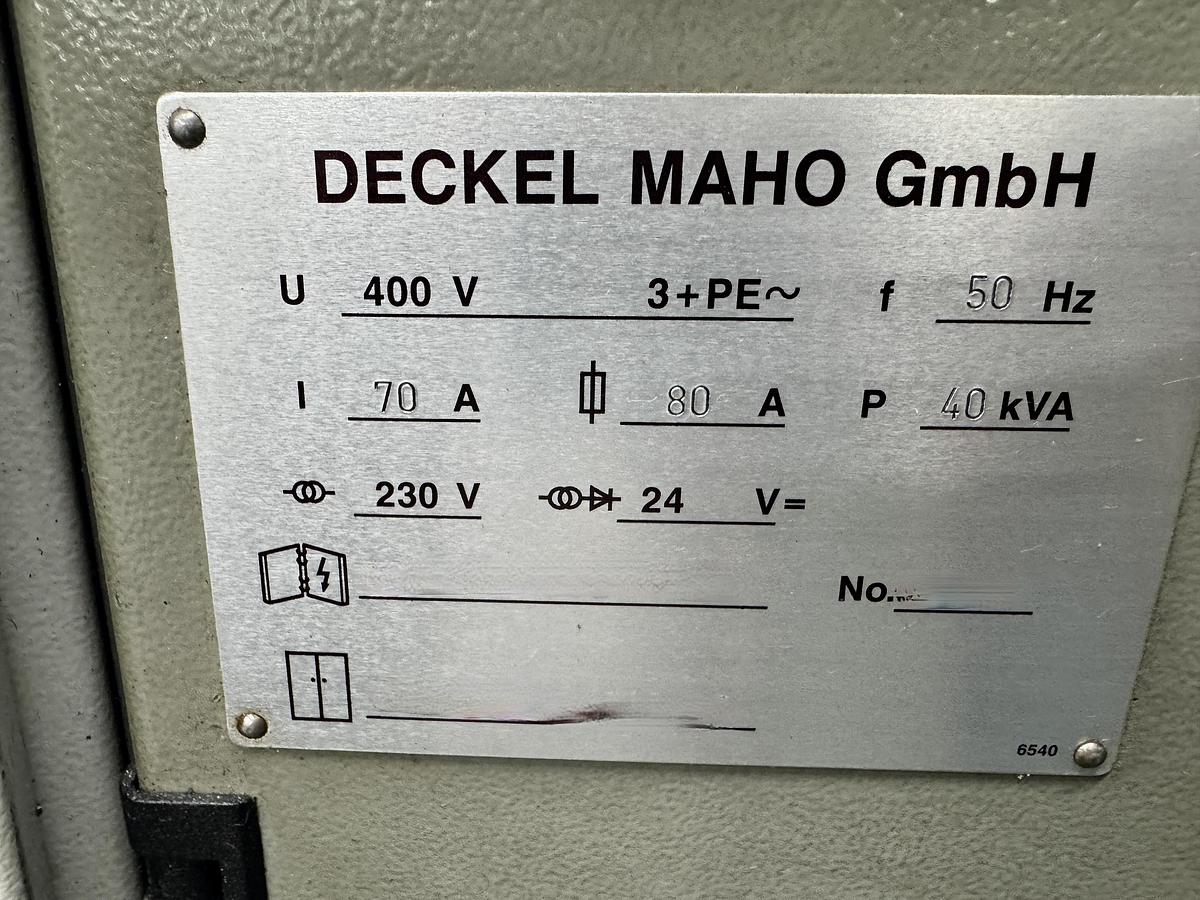 DECKEL MAHO GmbH
U 400 V 3+PE~ f 50 Hz
I 70 A 80 A P 40 kVA
230 V 24 V=
No.
6540